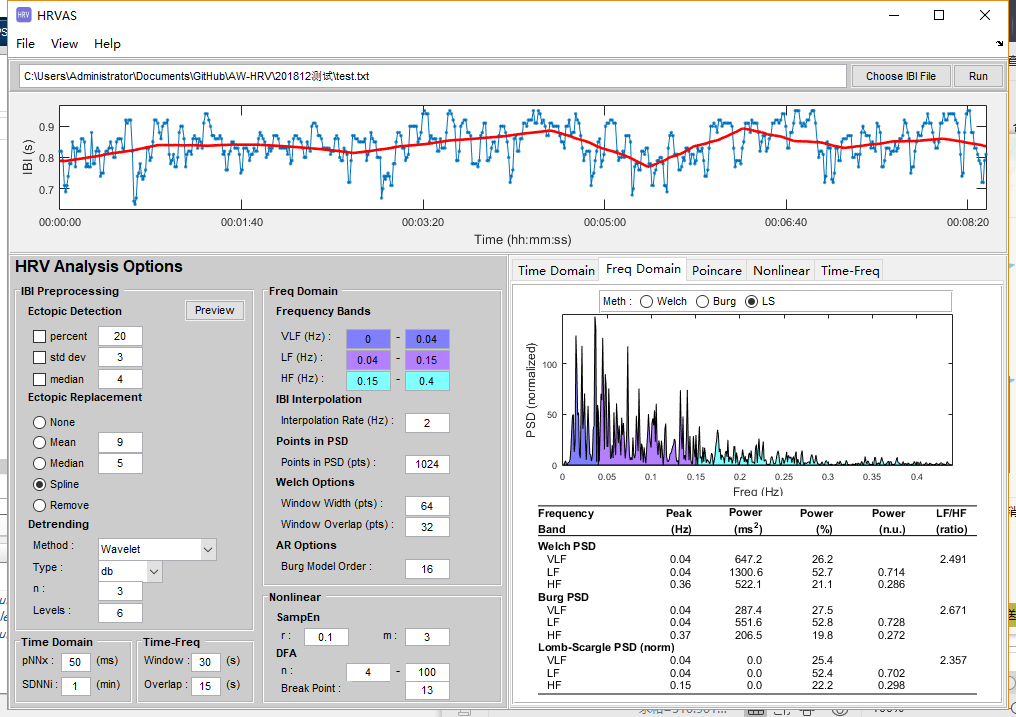 HRV HRVAS
File View Help
C:\Users\Administrator\Documents\GitHub\AW-HRV\201812测试\test.txt Choose IBI File Run
0.9
0.8
0.7
IBI (s)
00:00:00 00:01:40 00:03:20 00:05:00 00:06:40 00:08:20
Time (hh:mm:ss)
HRV Analysis Options
IBI Preprocessing
Ectopic Detection Preview
percent 20
std dev 3
median 4
Ectopic Replacement
None
Mean 9
Median 5
Spline
Remove
Detrending
Method : Wavelet
Type : db
n : 3
Levels : 6
Time Domain
pNNx : 50 (ms)
SDNNi : 1 (min)
Time-Freq
Window : 30 (s)
Overlap : 15 (s)
Freq Domain
Frequency Bands
VLF (Hz) : 0 - 0.04
LF (Hz) : 0.04 - 0.15
HF (Hz) : 0.15 - 0.4
IBI Interpolation
Interpolation Rate (Hz) : 2
Points in PSD
Points in PSD (pts) : 1024
Welch Options
Window Width (pts) : 64
Window Overlap (pts) : 32
AR Options
Burg Model Order : 16
Nonlinear
SampEn
r : 0.1 m : 3
DFA
n : 4 - 100
Break Point : 13
Time Domain Freq Domain Poincare Nonlinear Time-Freq
Meth : Welch Burg LS
PSD (normalized)
100
50
0
0 0.05 0.1 0.15 0.2 0.25 0.3 0.35 0.4
Freq (Hz)
Frequency Peak Power Power Power LF/HF
Band (Hz) (ms²) (%) (n.u.) (ratio)
Welch PSD
VLF 0.04 647.2 26.2 2.491
LF 0.04 1300.6 52.7 0.714
HF 0.36 522.1 21.1 0.286
Burg PSD
VLF 0.04 287.4 27.5 2.671
LF 0.04 551.6 52.8 0.728
HF 0.37 206.5 19.8 0.272
Lomb-Scargle PSD (norm)
VLF 0.04 0.0 25.4 2.357
LF 0.04 0.0 52.4 0.702
HF 0.15 0.0 22.2 0.298